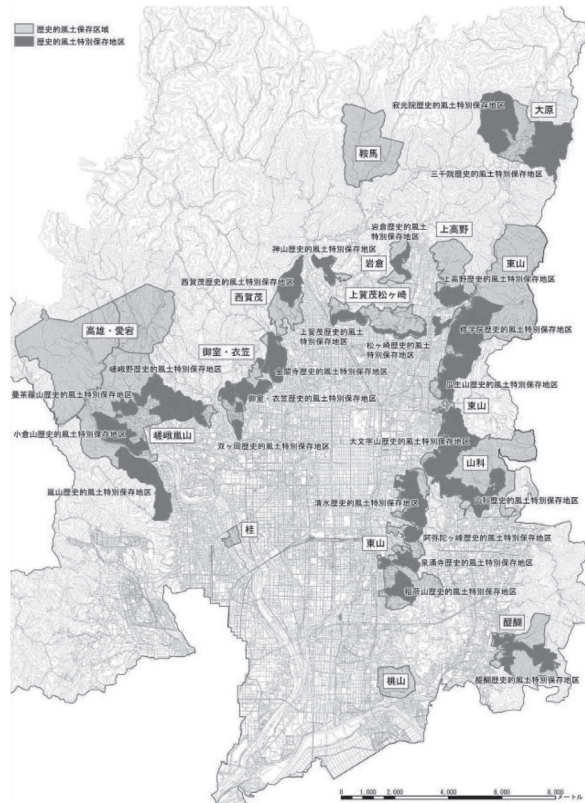 歴史的風土保存区域
歴史的風土特別保存地区
寂光院歴史的風土特別保存地区
大原
鞍馬
三千院歴史的風土特別保存地区
岩倉歴史的風土
特別保存地区
上高野
神山歴史的風土特別保存地区
岩倉
東山
西賀茂歴史的風土特別保存地区
上高野歴史的風土特別保存地区
西賀茂
上賀茂松ヶ崎
高雄・愛宕
上賀茂歴史的風土
特別保存地区
松ヶ崎歴史的風土
特別保存地区
修学院歴史的風土特別保存地区
御室・衣笠
嵯峨野歴史的風土特別保存地区
金閣寺歴史的風土特別保存地区
瓜生山歴史的風土特別保存地区
曼荼羅山歴史的風土特別保存地区
御室・衣笠歴史的風土特別保存地区
東山
小倉山歴史的風土特別保存地区
嵯峨嵐山
双ヶ岡歴史的風土特別保存地区
大文字山歴史的風土特別保存地区
山科
嵐山歴史的風土特別保存地区
清水歴史的風土特別保存地区
山科歴史的風土特別保存地区
桂
阿弥陀ヶ峰歴史的風土特別保存地区
東山
泉涌寺歴史的風土特別保存地区
稲荷山歴史的風土特別保存地区
醍醐
桃山
醍醐歴史的風土特別保存地区
0 1,000 2,000 4,000 6,000 8,000
メートル